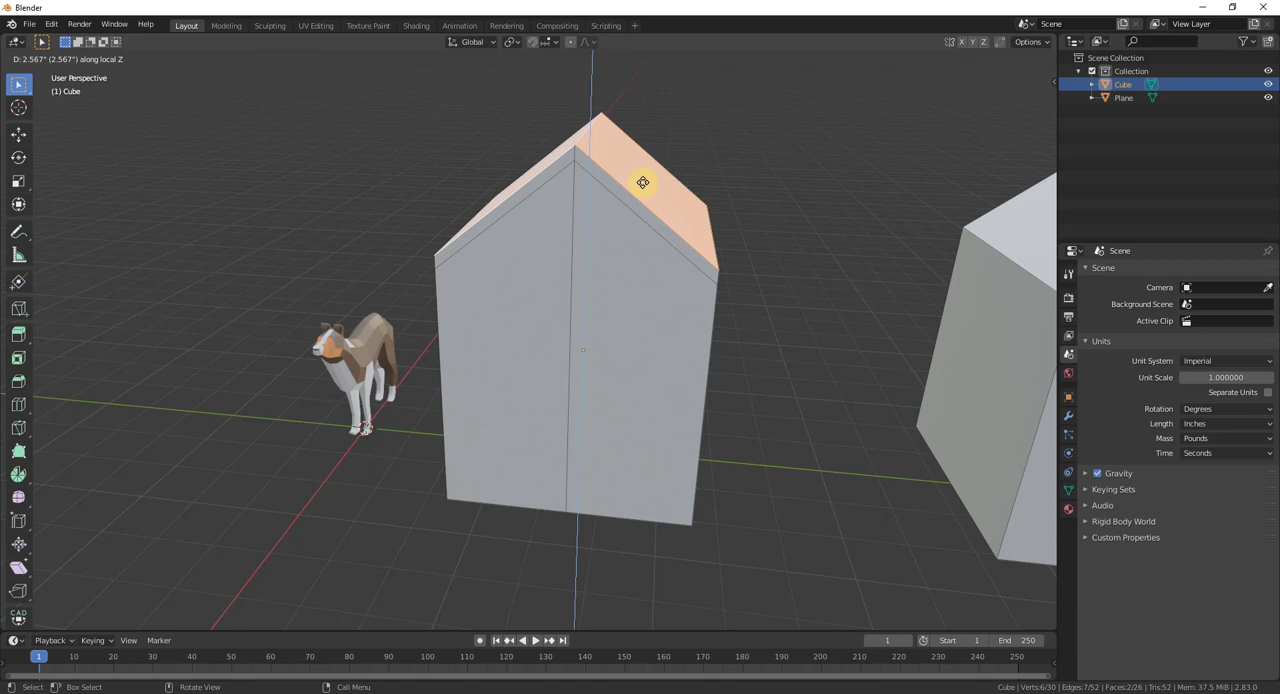 Blender
File Edit Render Window Help Layout Modeling Sculpting UV Editing Texture Paint Shading Animation Rendering Compositing Scripting + Scene View Layer
Global X Y Z Options
D: 2.567" (2.567") along local Z
User Perspective
(1) Cube
Scene Collection
Collection
Cube
Plane
Scene
Scene
Camera
Background Scene
Active Clip
Units
Unit System Imperial
Unit Scale 1.000000
Separate Units
Rotation Degrees
Length Inches
Mass Pounds
Time Seconds
Gravity
Keying Sets
Audio
Rigid Body World
Custom Properties
CAD
Playback Keying View Marker 1 Start 1 End 250
1 10 20 30 40 50 60 70 80 90 100 110 120 130 140 150 160 170 180 190 200 210 220 230 240 250
Select Box Select Rotate View Call Menu Cube | Verts:6/30 | Edges:7/52 | Faces:2/26 | Tris:52 | Mem: 37.5 MiB | 2.83.0